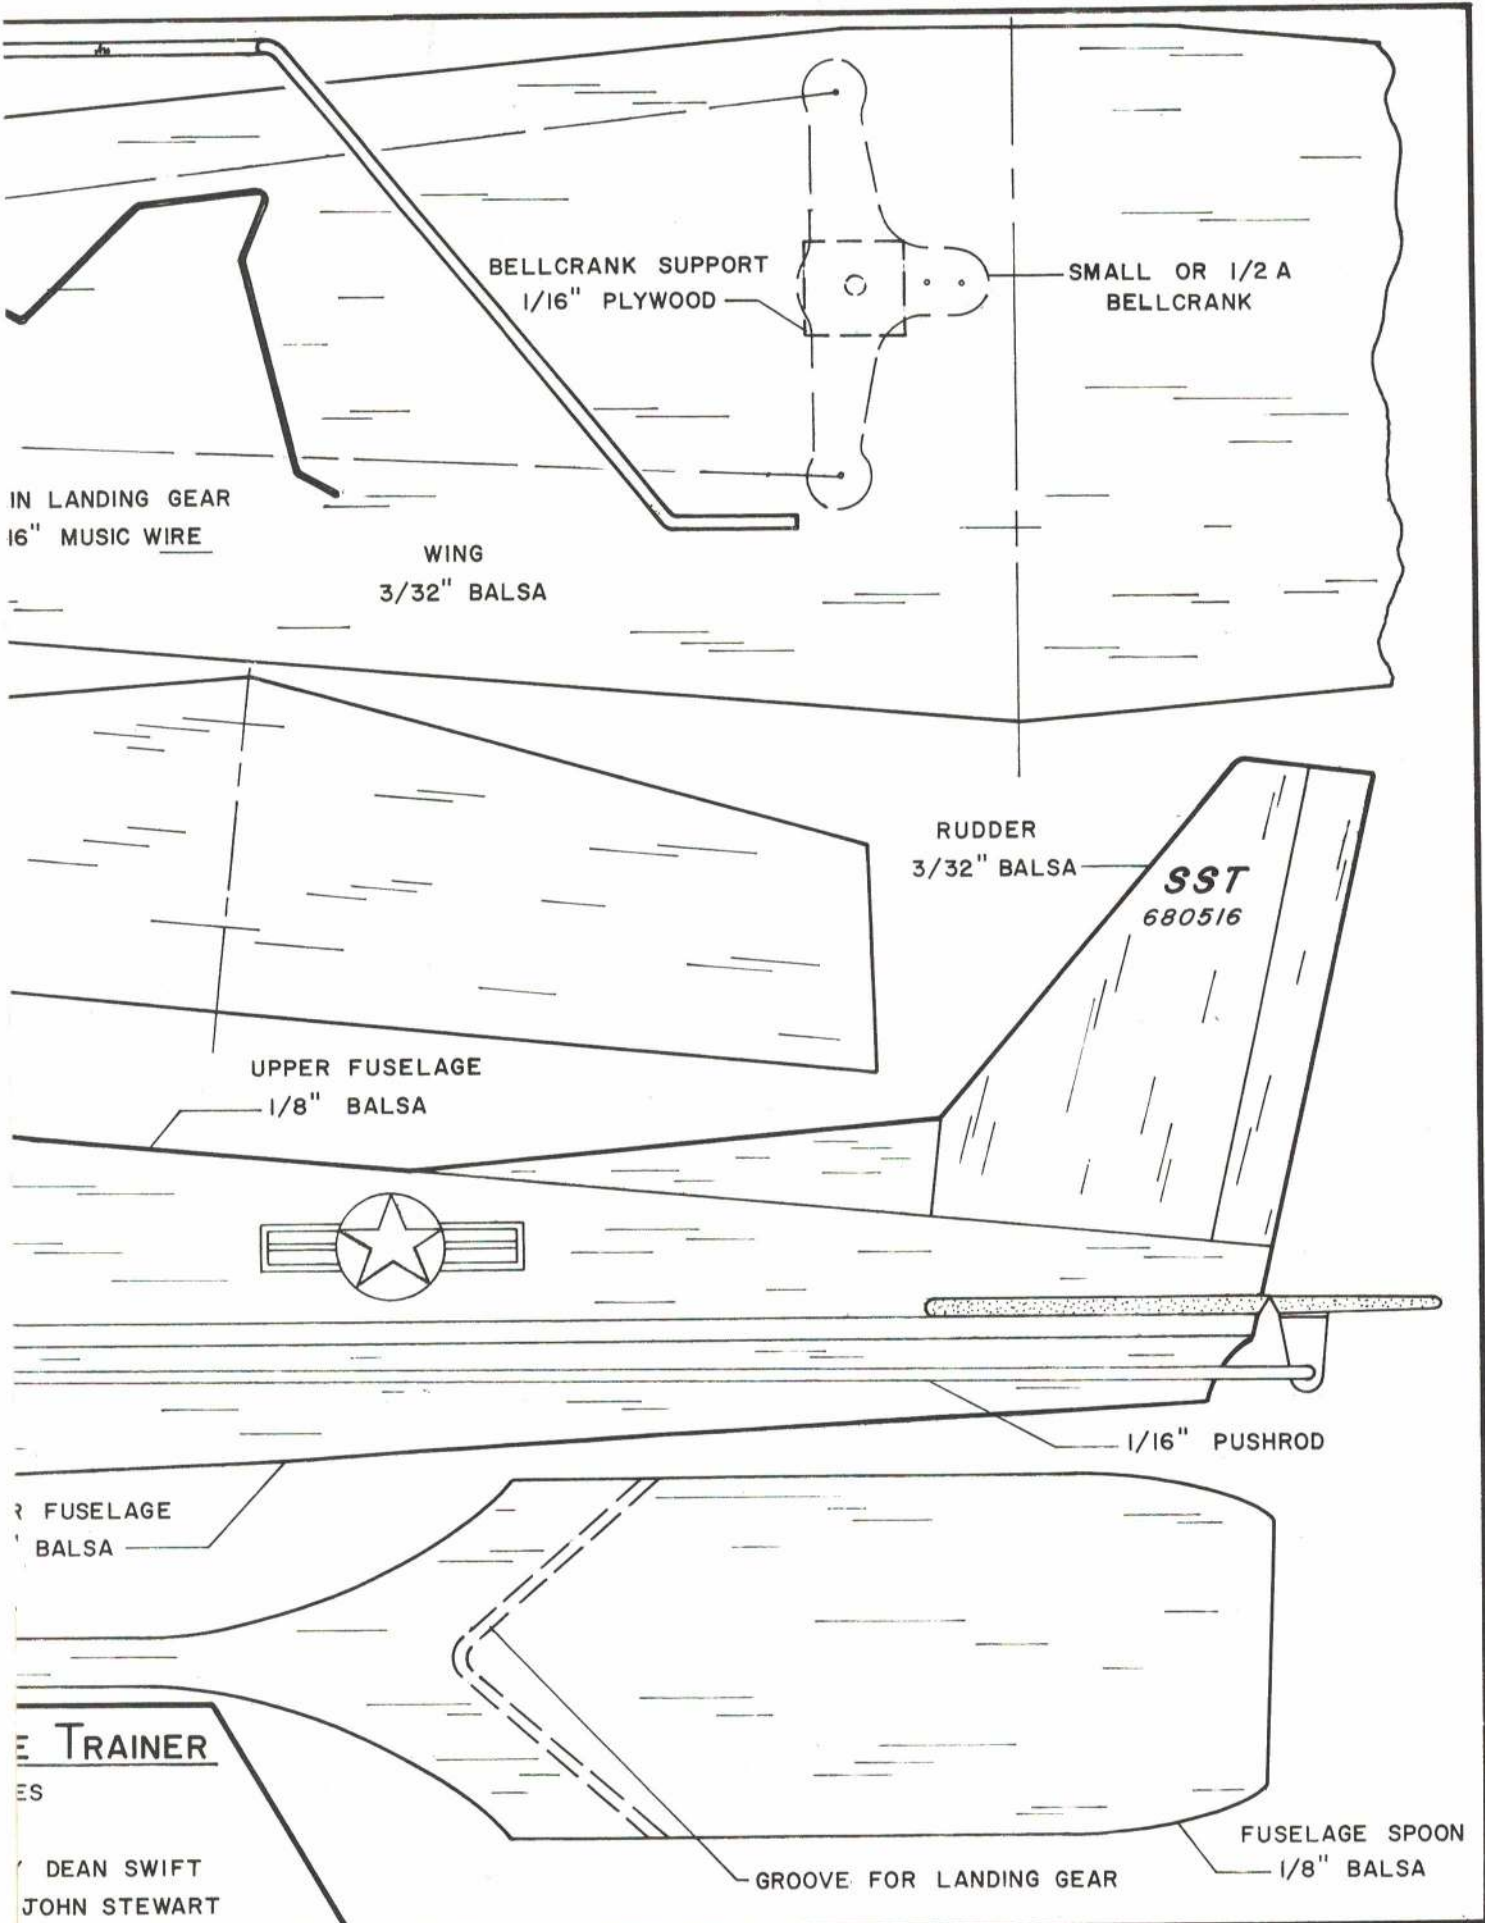 BELLCRANK SUPPORT
1/16" PLYWOOD
SMALL OR 1/2 A
BELLCRANK
IN LANDING GEAR
16" MUSIC WIRE
WING
3/32" BALSA
RUDDER
3/32" BALSA
SST
680516
UPPER FUSELAGE
1/8" BALSA
1/16" PUSHROD
R FUSELAGE
" BALSA
E TRAINER
ES
DEAN SWIFT
JOHN STEWART
GROOVE FOR LANDING GEAR
FUSELAGE SPOON
1/8" BALSA